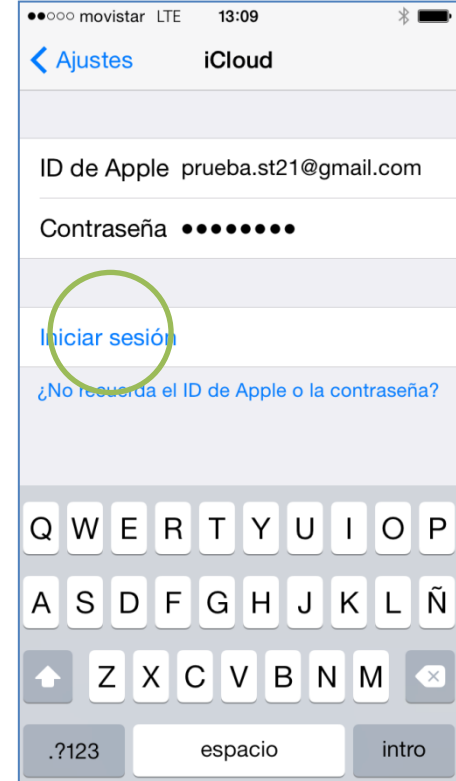 movistar LTE 13:09
Ajustes iCloud
ID de Apple prueba.st21@gmail.com
Contraseña ••••••••
Iniciar sesión
¿No recuerda el ID de Apple o la contraseña?
Q W E R T Y U I O P
A S D F G H J K L Ñ
Z X C V B N M
.?123 espacio intro